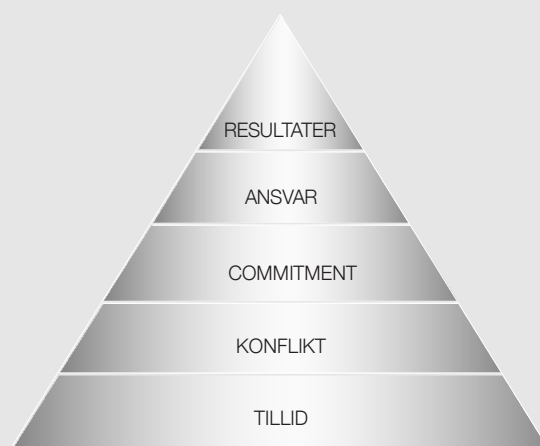 RESULTATER
ANSVAR
COMMITMENT
KONFLIKT
TILLID